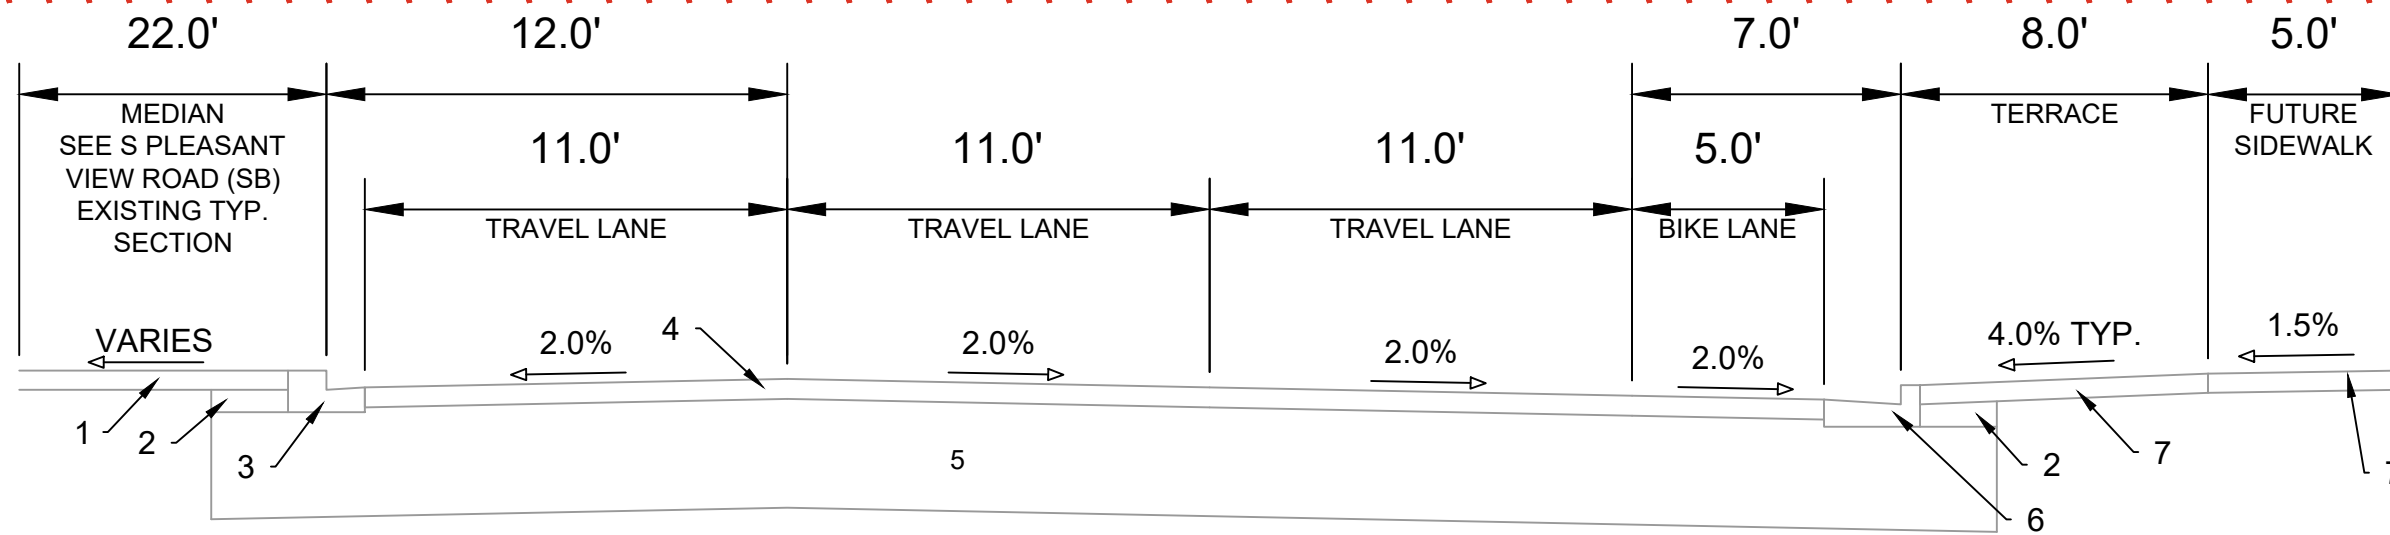 22.0'
12.0'
7.0'
8.0'
5.0'
MEDIAN
SEE S PLEASANT
VIEW ROAD (SB)
EXISTING TYP.
SECTION
TERRACE
FUTURE
SIDEWALK
11.0'
11.0'
11.0'
5.0'
TRAVEL LANE
TRAVEL LANE
TRAVEL LANE
BIKE LANE
VARIES
2.0%
4
2.0%
2.0%
2.0%
4.0% TYP.
1.5%
1
2
3
5
2
7
6